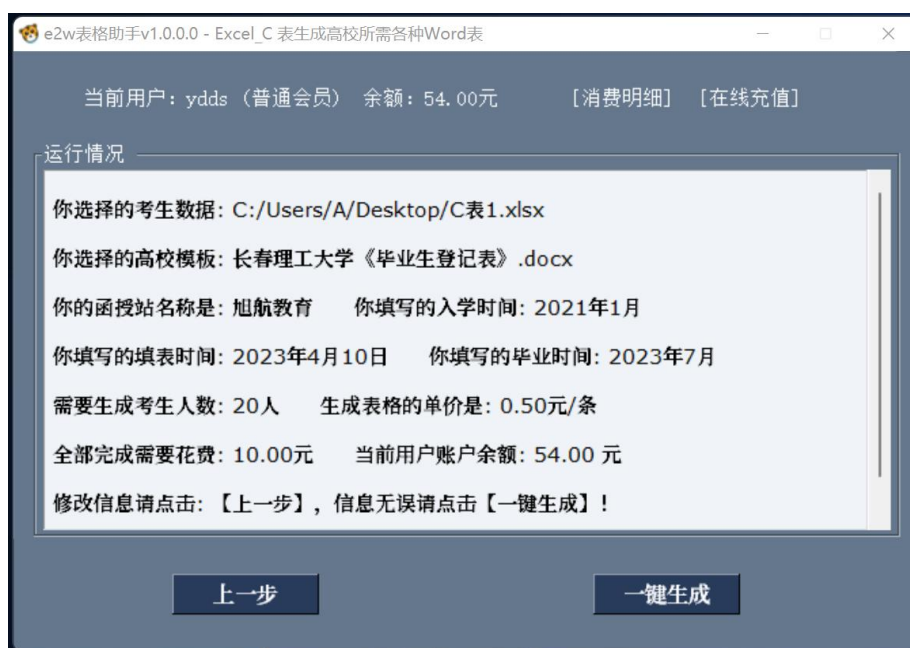 e2w表格助手v1.0.0.0 - Excel_C 表生成高校所需各种Word表
当前用户: ydds (普通会员) 余额: 54.00元 [消费明细] [在线充值]
运行情况
你选择的考生数据: C:/Users/A/Desktop/C表1.xlsx
你选择的高校模板: 长春理工大学《毕业生登记表》.docx
你的函授站名称是: 旭航教育 你填写的入学时间: 2021年1月
你填写的填表时间: 2023年4月10日 你填写的毕业时间: 2023年7月
需要生成考生人数: 20人 生成表格的单价是: 0.50元/条
全部完成需要花费: 10.00元 当前用户账户余额: 54.00 元
修改信息请点击: 【上一步】, 信息无误请点击【一键生成】!
上一步 一键生成